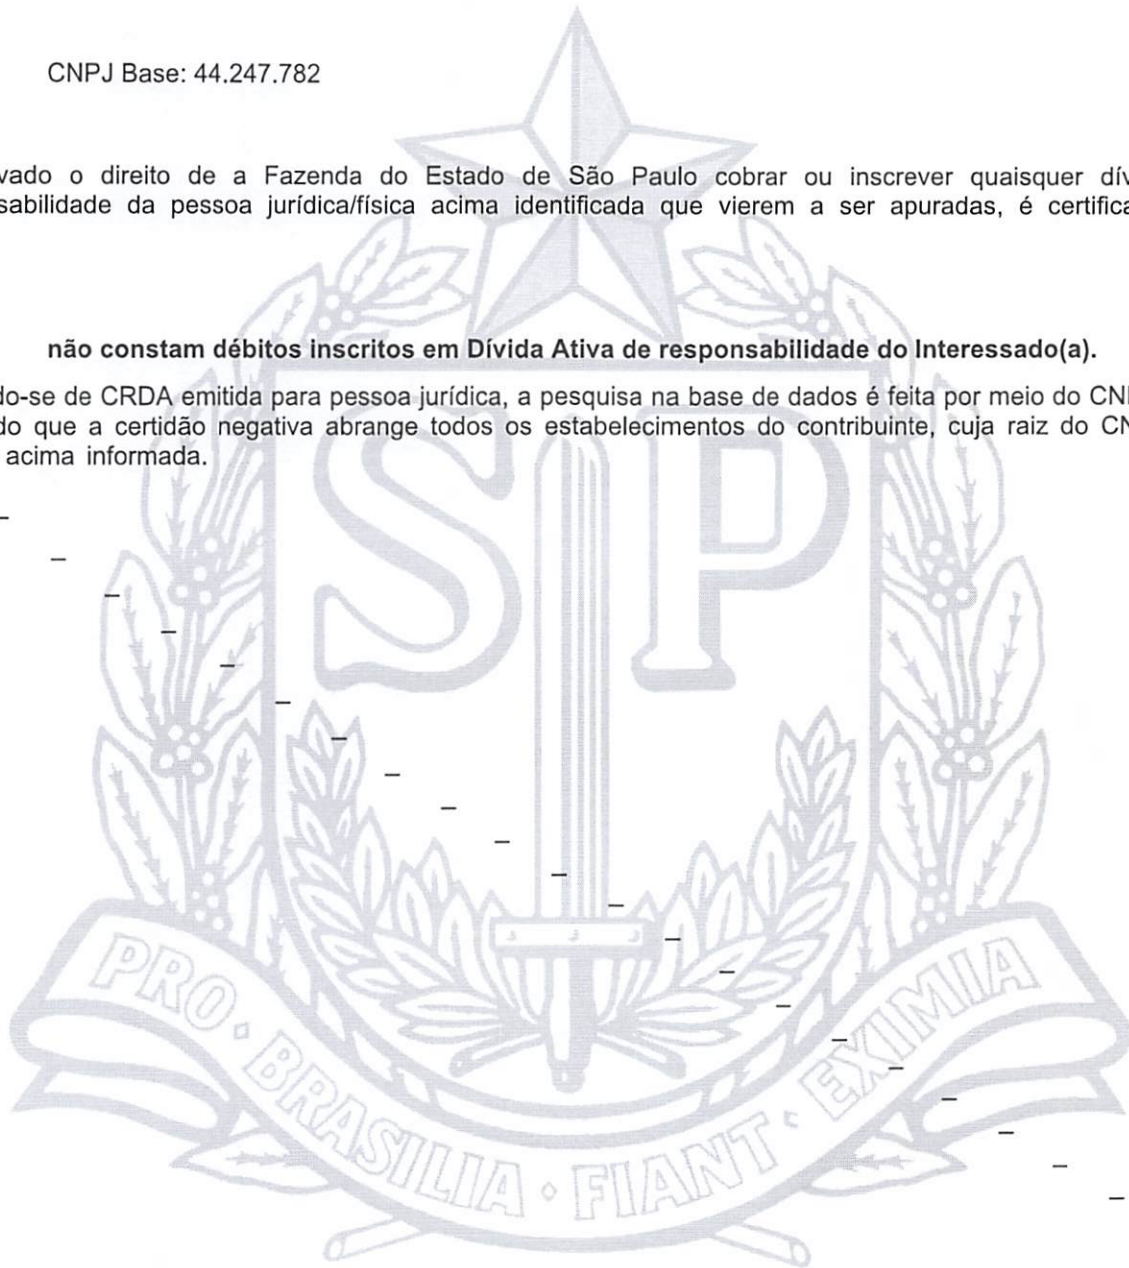 CNPJ Base: 44.247.782
vado o direito de a Fazenda do Estado de São Paulo cobrar ou inscrever quaisquer dív
sabilidade da pessoa jurídica/física acima identificada que vierem a ser apuradas, é certifica
não constam débitos inscritos em Dívida Ativa de responsabilidade do Interessado(a).
do-se de CRDA emitida para pessoa jurídica, a pesquisa na base de dados é feita por meio do CN
do que a certidão negativa abrange todos os estabelecimentos do contribuinte, cuja raiz do CN
acima informada.
SP
PRO · BRASILIA · FIANT · EXIMIA